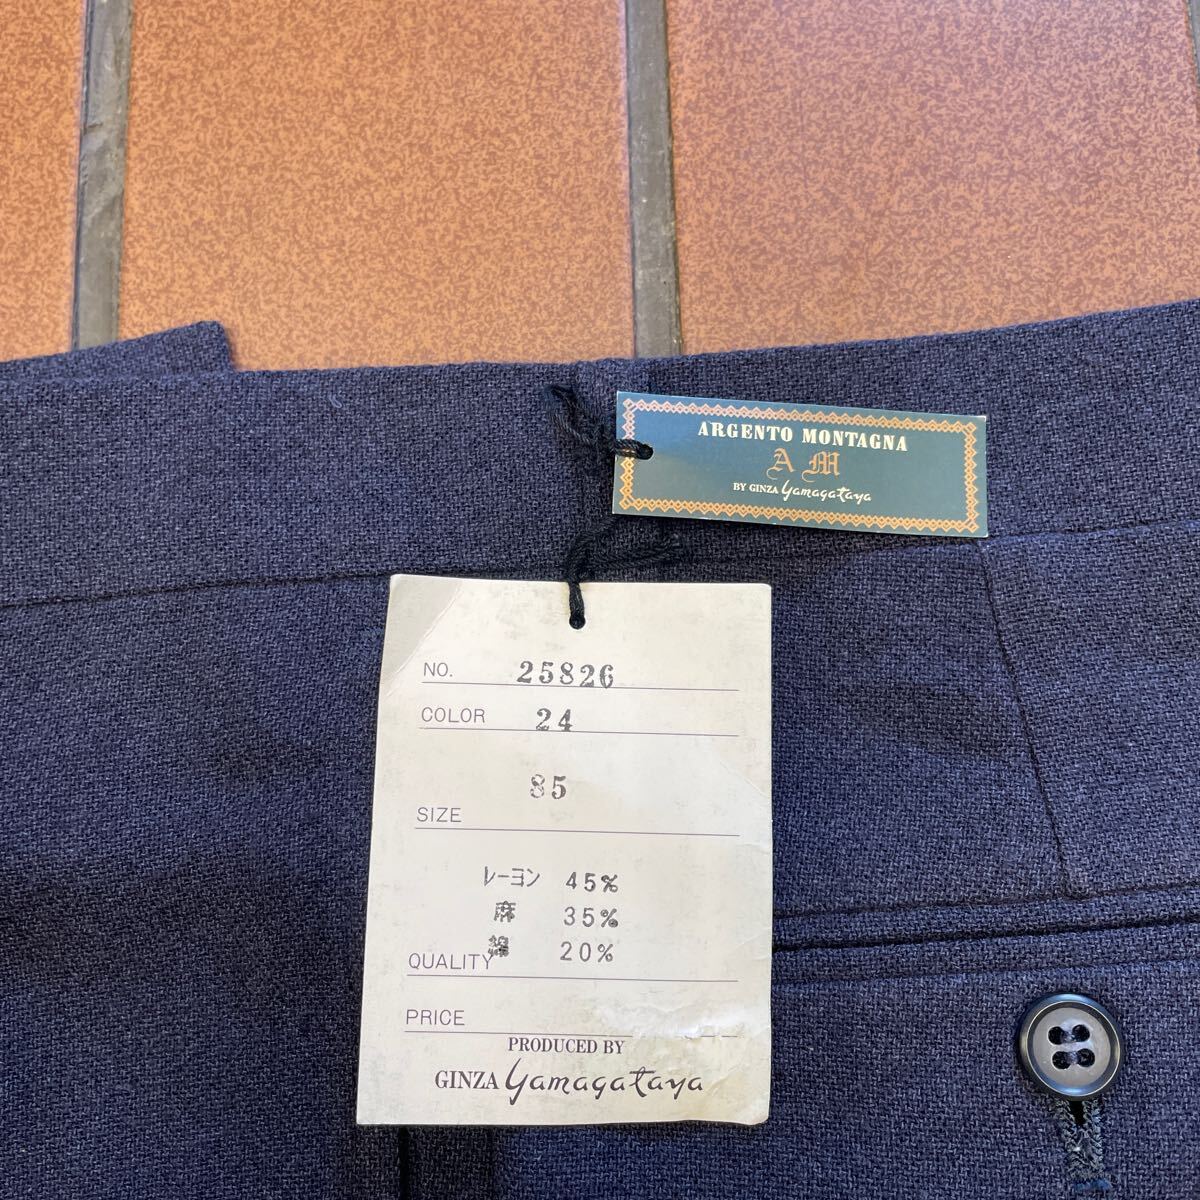 ARGENTO MONTAGNA
A M
BY GINZA Yamagataya
NO. 25826
COLOR 24
SIZE 85
レーヨン 45%
麻 35%
綿 20%
QUALITY
PRICE
PRODUCED BY
GINZA Yamagataya